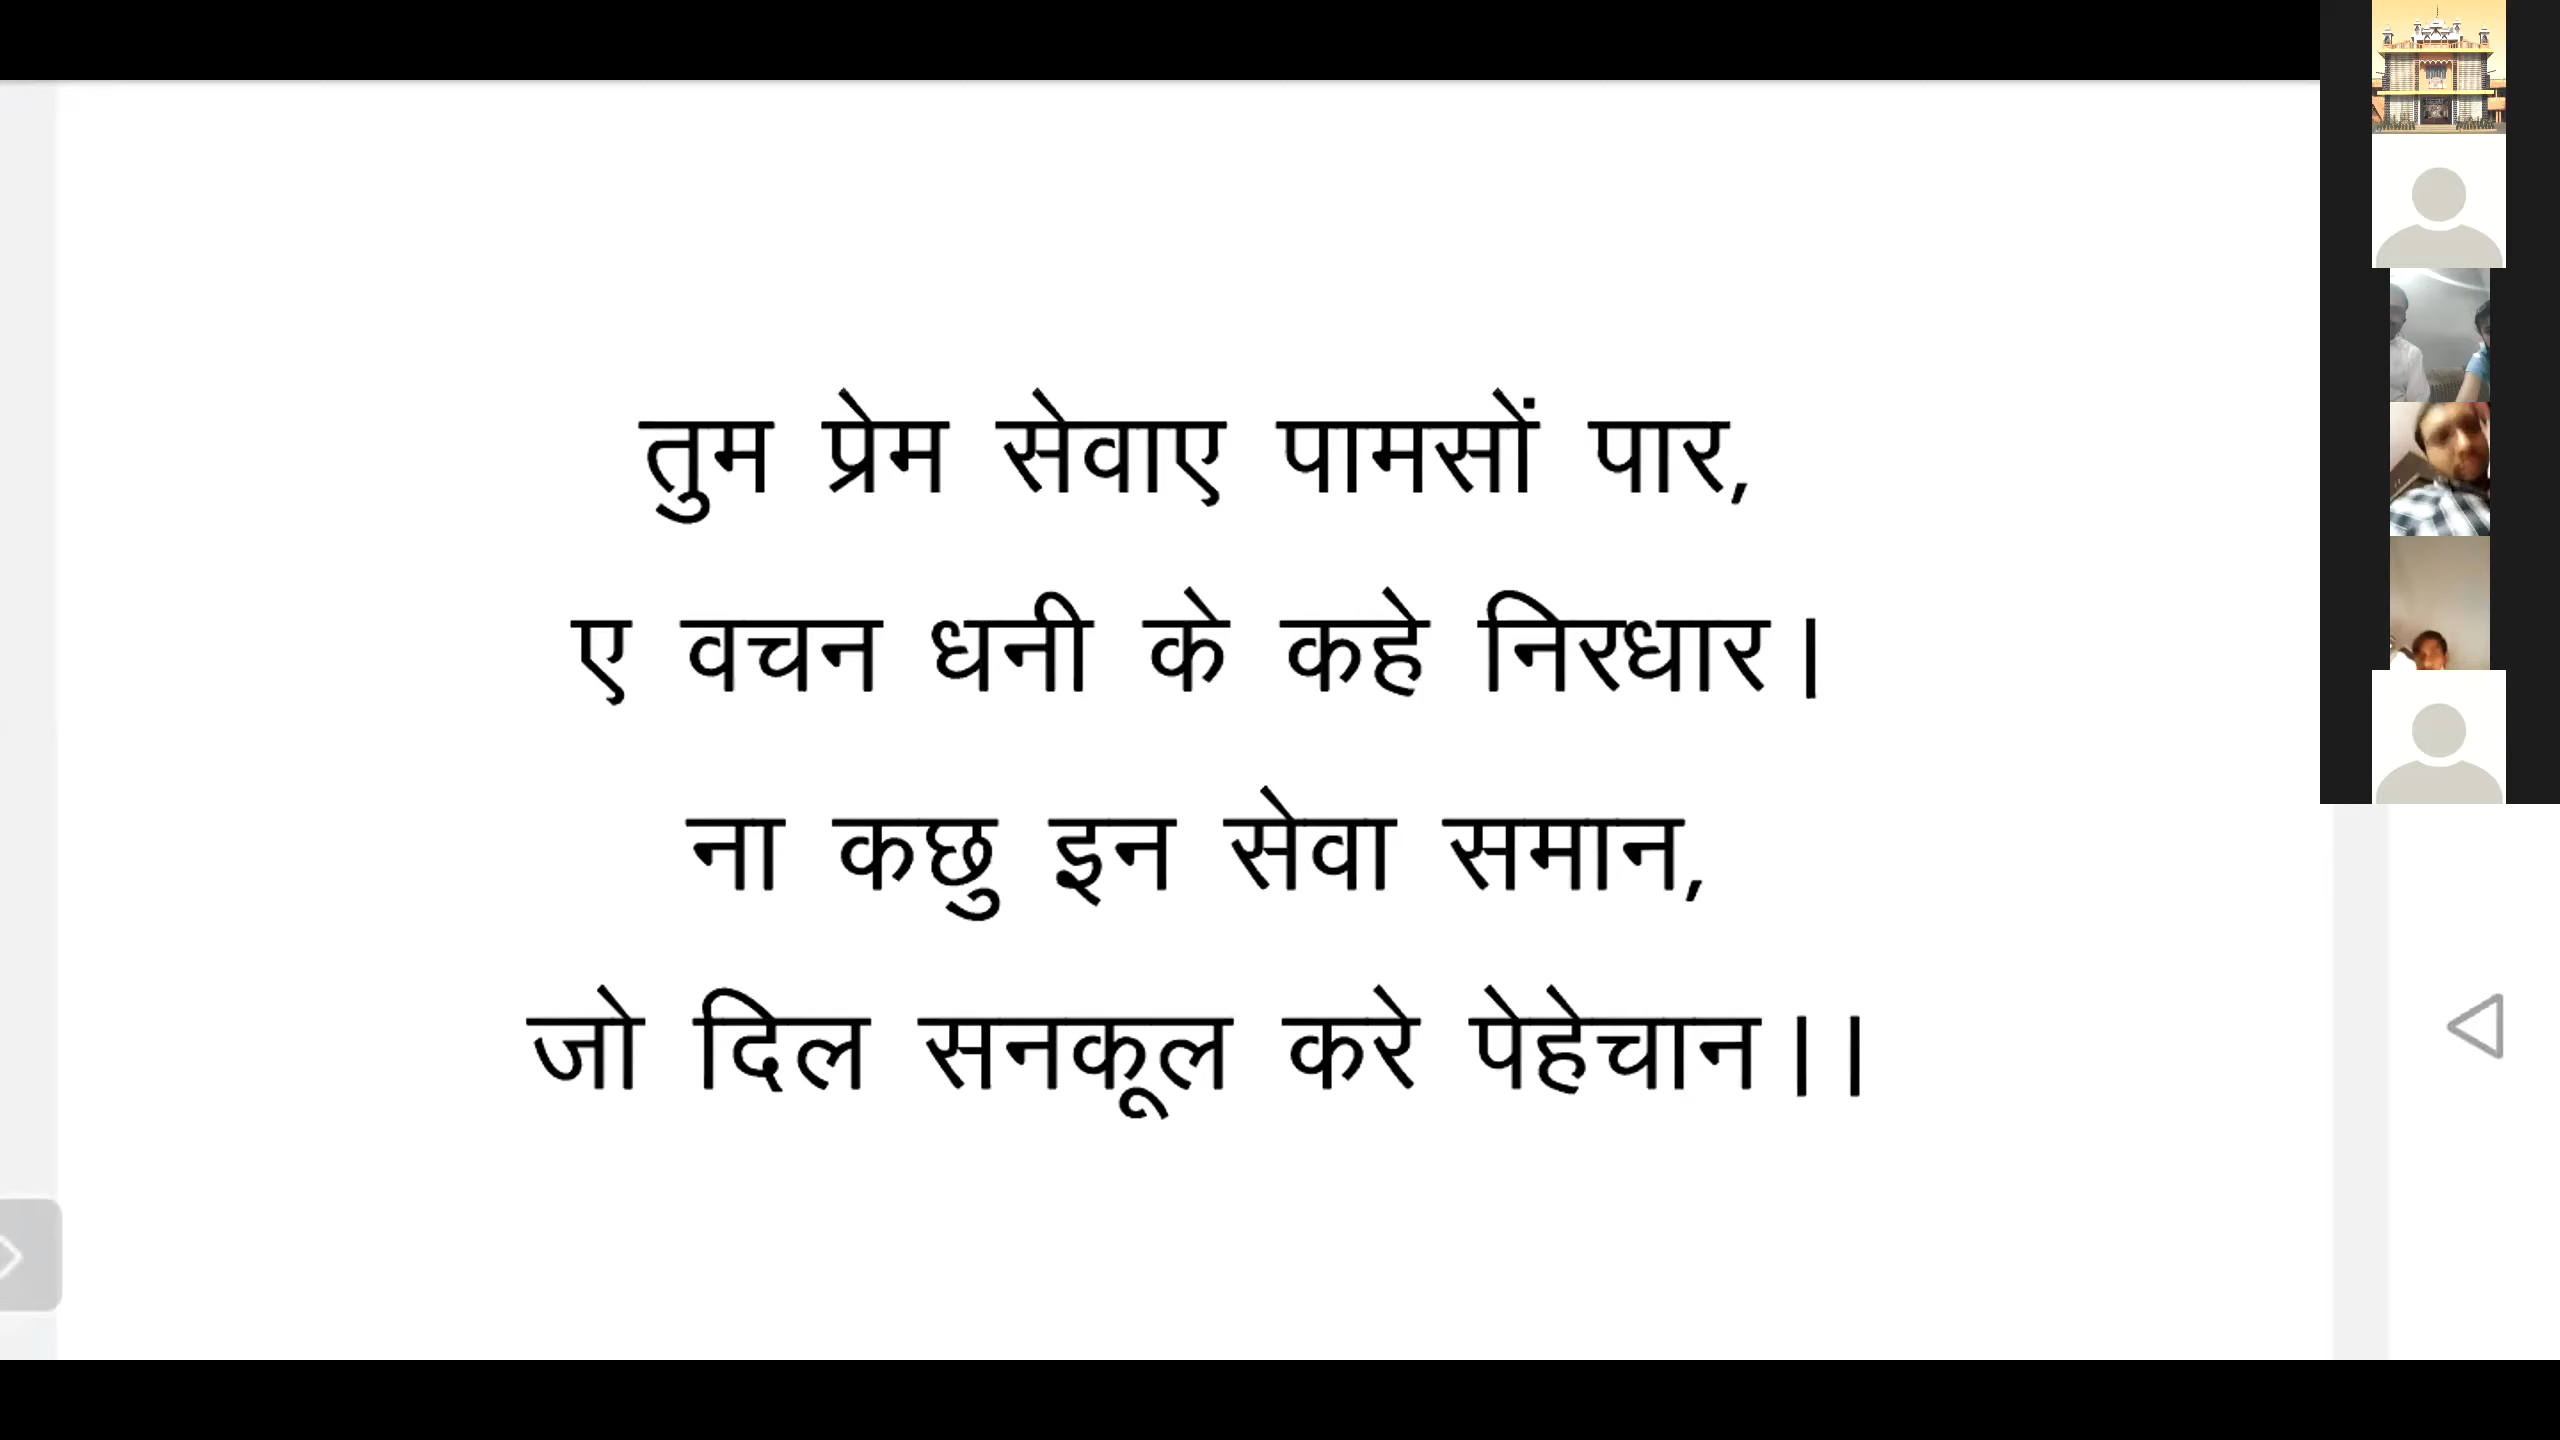 तुम प्रेम सेवाए पामसों पार,
ए वचन धनी के कहे निरधार।
ना कछु इन सेवा समान,
जो दिल सनकूल करे पेहेचान।।